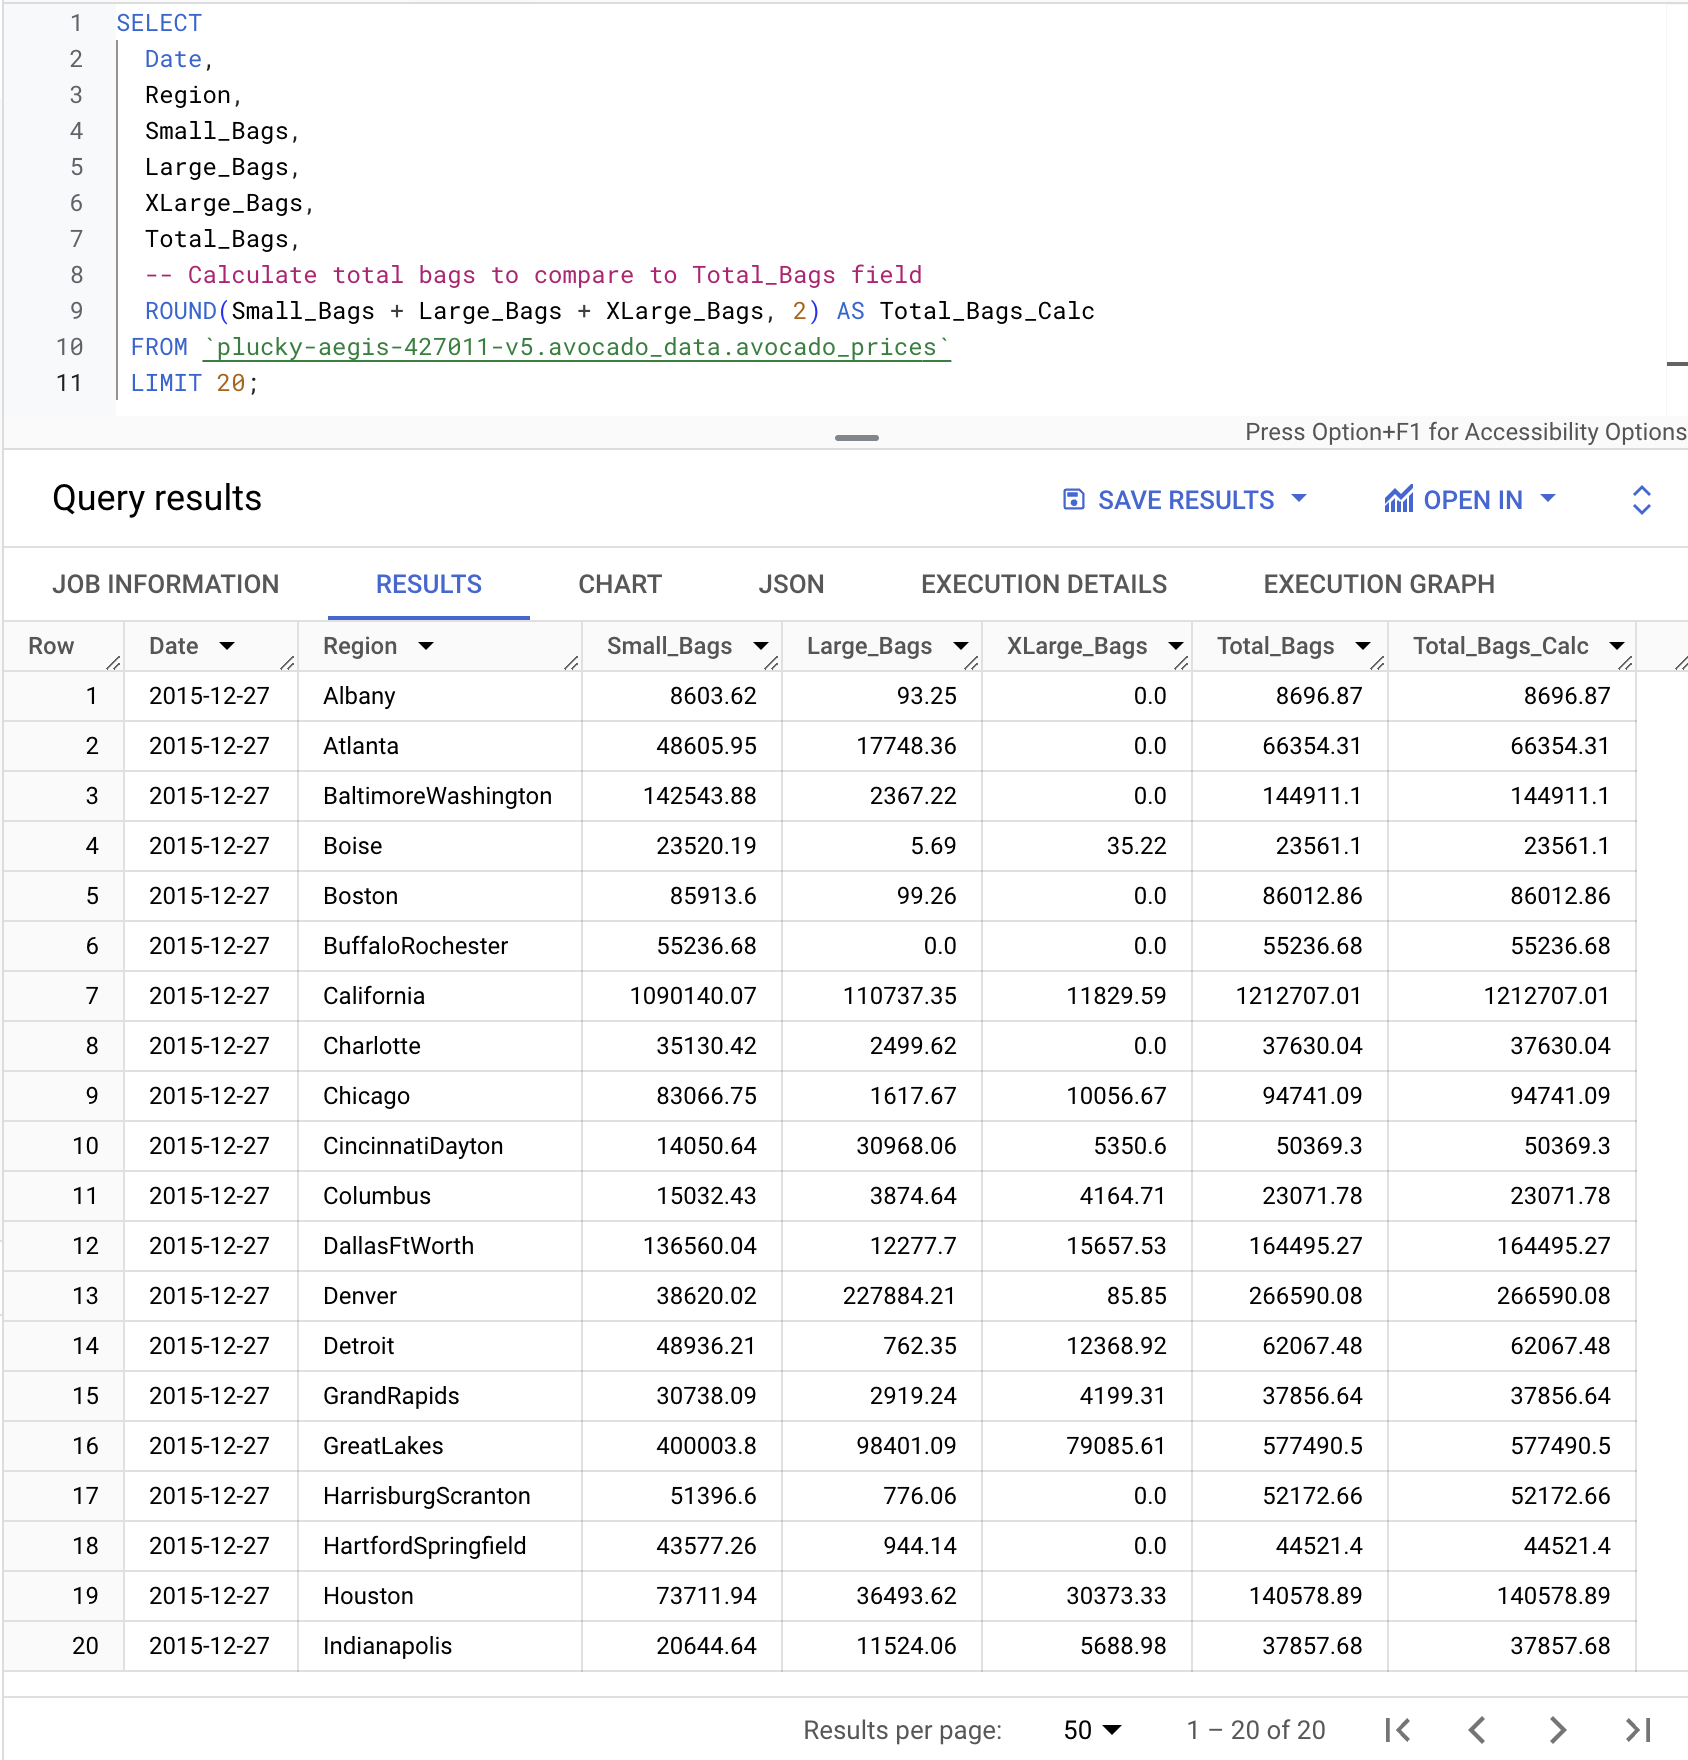 1 SELECT
2 Date,
3 Region,
4 Small_Bags,
5 Large_Bags,
6 XLarge_Bags,
7 Total_Bags,
8 -- Calculate total bags to compare to Total_Bags field
9 ROUND(Small_Bags + Large_Bags + XLarge_Bags, 2) AS Total_Bags_Calc
10 FROM `plucky-aegis-427011-v5.avocado_data.avocado_prices`
11 LIMIT 20;
Press Option+F1 for Accessibility Options
Query results SAVE RESULTS OPEN IN
JOB INFORMATION RESULTS CHART JSON EXECUTION DETAILS EXECUTION GRAPH
Row Date Region Small_Bags Large_Bags XLarge_Bags Total_Bags Total_Bags_Calc
1 2015-12-27 Albany 8603.62 93.25 0.0 8696.87 8696.87
2 2015-12-27 Atlanta 48605.95 17748.36 0.0 66354.31 66354.31
3 2015-12-27 BaltimoreWashington 142543.88 2367.22 0.0 144911.1 144911.1
4 2015-12-27 Boise 23520.19 5.69 35.22 23561.1 23561.1
5 2015-12-27 Boston 85913.6 99.26 0.0 86012.86 86012.86
6 2015-12-27 BuffaloRochester 55236.68 0.0 0.0 55236.68 55236.68
7 2015-12-27 California 1090140.07 110737.35 11829.59 1212707.01 1212707.01
8 2015-12-27 Charlotte 35130.42 2499.62 0.0 37630.04 37630.04
9 2015-12-27 Chicago 83066.75 1617.67 10056.67 94741.09 94741.09
10 2015-12-27 CincinnatiDayton 14050.64 30968.06 5350.6 50369.3 50369.3
11 2015-12-27 Columbus 15032.43 3874.64 4164.71 23071.78 23071.78
12 2015-12-27 DallasFtWorth 136560.04 12277.7 15657.53 164495.27 164495.27
13 2015-12-27 Denver 38620.02 227884.21 85.85 266590.08 266590.08
14 2015-12-27 Detroit 48936.21 762.35 12368.92 62067.48 62067.48
15 2015-12-27 GrandRapids 30738.09 2919.24 4199.31 37856.64 37856.64
16 2015-12-27 GreatLakes 400003.8 98401.09 79085.61 577490.5 577490.5
17 2015-12-27 HarrisburgScranton 51396.6 776.06 0.0 52172.66 52172.66
18 2015-12-27 HartfordSpringfield 43577.26 944.14 0.0 44521.4 44521.4
19 2015-12-27 Houston 73711.94 36493.62 30373.33 140578.89 140578.89
20 2015-12-27 Indianapolis 20644.64 11524.06 5688.98 37857.68 37857.68
Results per page: 50 1 – 20 of 20